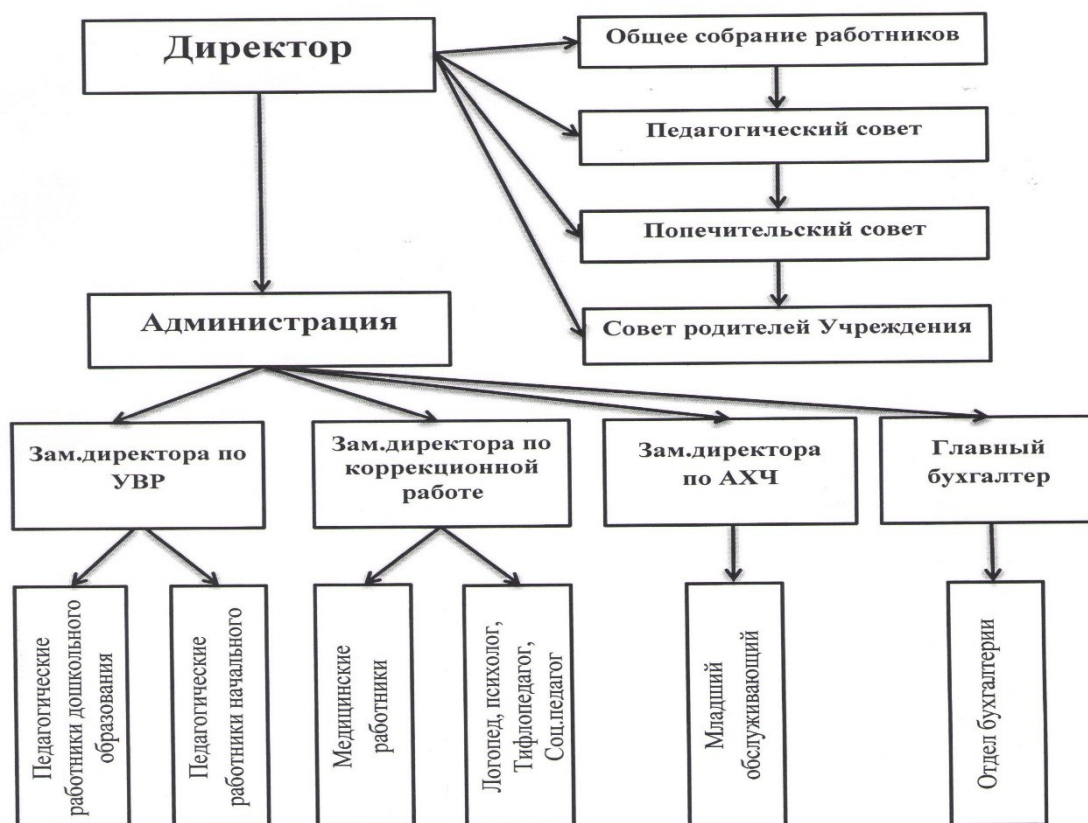 Директор
Общее собрание работников
Педагогический совет
Попечительский совет
Совет родителей Учреждения
Администрация
Зам.директора по
УВР
Зам.директора по
коррекционной
работе
Зам.директора
по АХЧ
Главный
бухгалтер
Педагогические
работники дошкольного
образования
Педагогические
работники начального
Медицинские
работники
Логопед, психолог,
Тифлопедагог,
Соц.педагог
Младший
обслуживающий
Отдел бухгалтерии